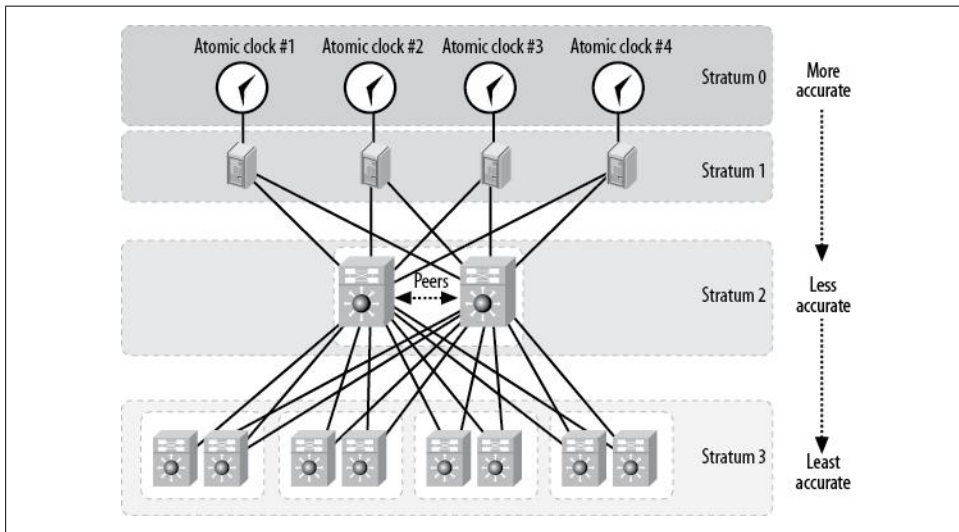 Atomic clock #1
Atomic clock #2
Atomic clock #3
Atomic clock #4
Stratum 0
More
accurate
Stratum 1
Peers
Stratum 2
Less
accurate
Stratum 3
Least
accurate